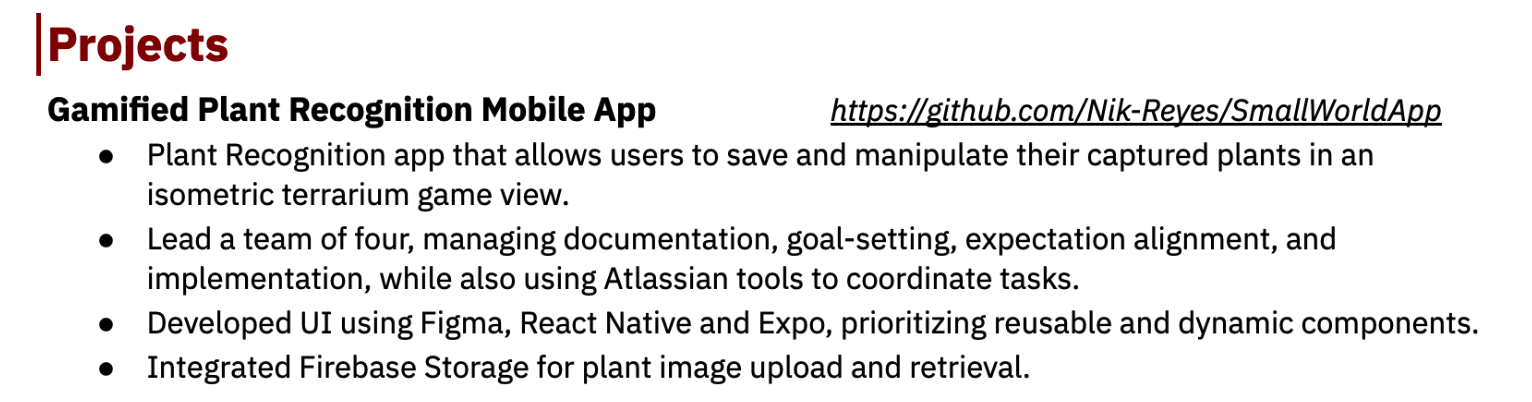 Projects
Gamified Plant Recognition Mobile App https://github.com/Nik-Reyes/SmallWorldApp
● Plant Recognition app that allows users to save and manipulate their captured plants in an
isometric terrarium game view.
● Lead a team of four, managing documentation, goal-setting, expectation alignment, and
implementation, while also using Atlassian tools to coordinate tasks.
● Developed UI using Figma, React Native and Expo, prioritizing reusable and dynamic components.
● Integrated Firebase Storage for plant image upload and retrieval.